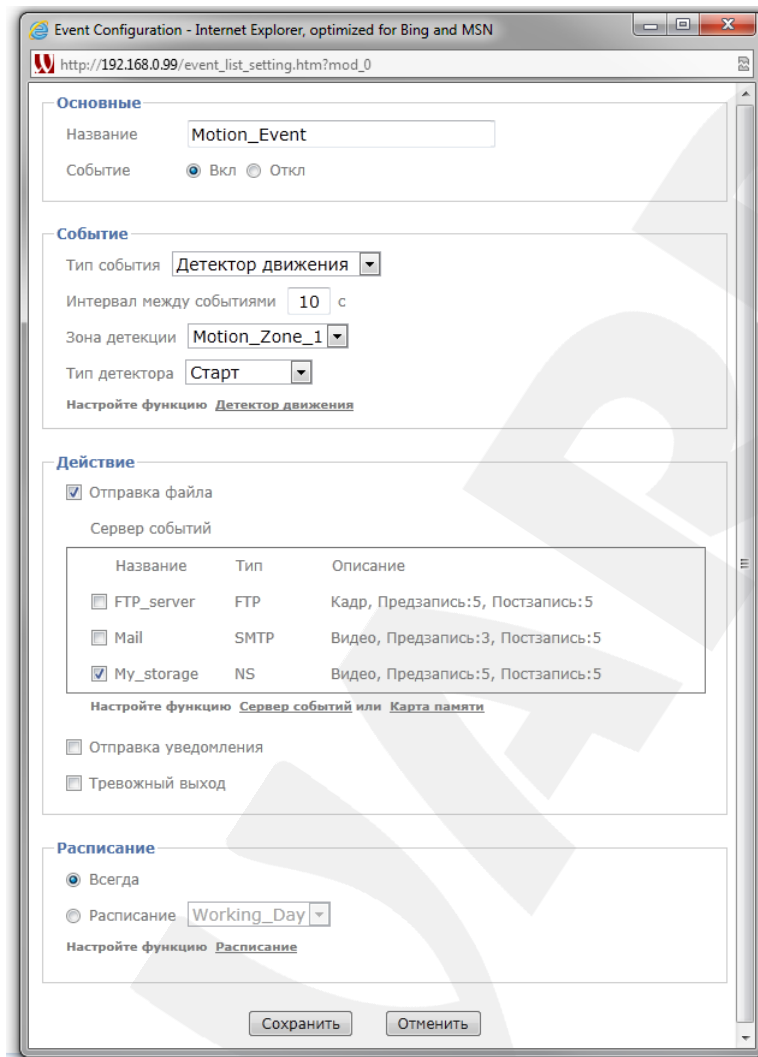 Event Configuration - Internet Explorer, optimized for Bing and MSN
http://192.168.0.99/event_list_setting.htm?mod_0
Основные
Название Motion_Event
Событие Вкл Откл
Событие
Тип события Детектор движения
Интервал между событиями 10 с
Зона детекции Motion_Zone_1
Тип детектора Старт
Настройте функцию Детектор движения
Действие
Отправка файла
Сервер событий
Название Тип Описание
FTP_server FTP Кадр, Предзапись:5, Постзапись:5
Mail SMTP Видео, Предзапись:3, Постзапись:5
My_storage NS Видео, Предзапись:5, Постзапись:5
Настройте функцию Сервер событий или Карта памяти
Отправка уведомления
Тревожный выход
Расписание
Всегда
Расписание Working_Day
Настройте функцию Расписание
Сохранить Отменить